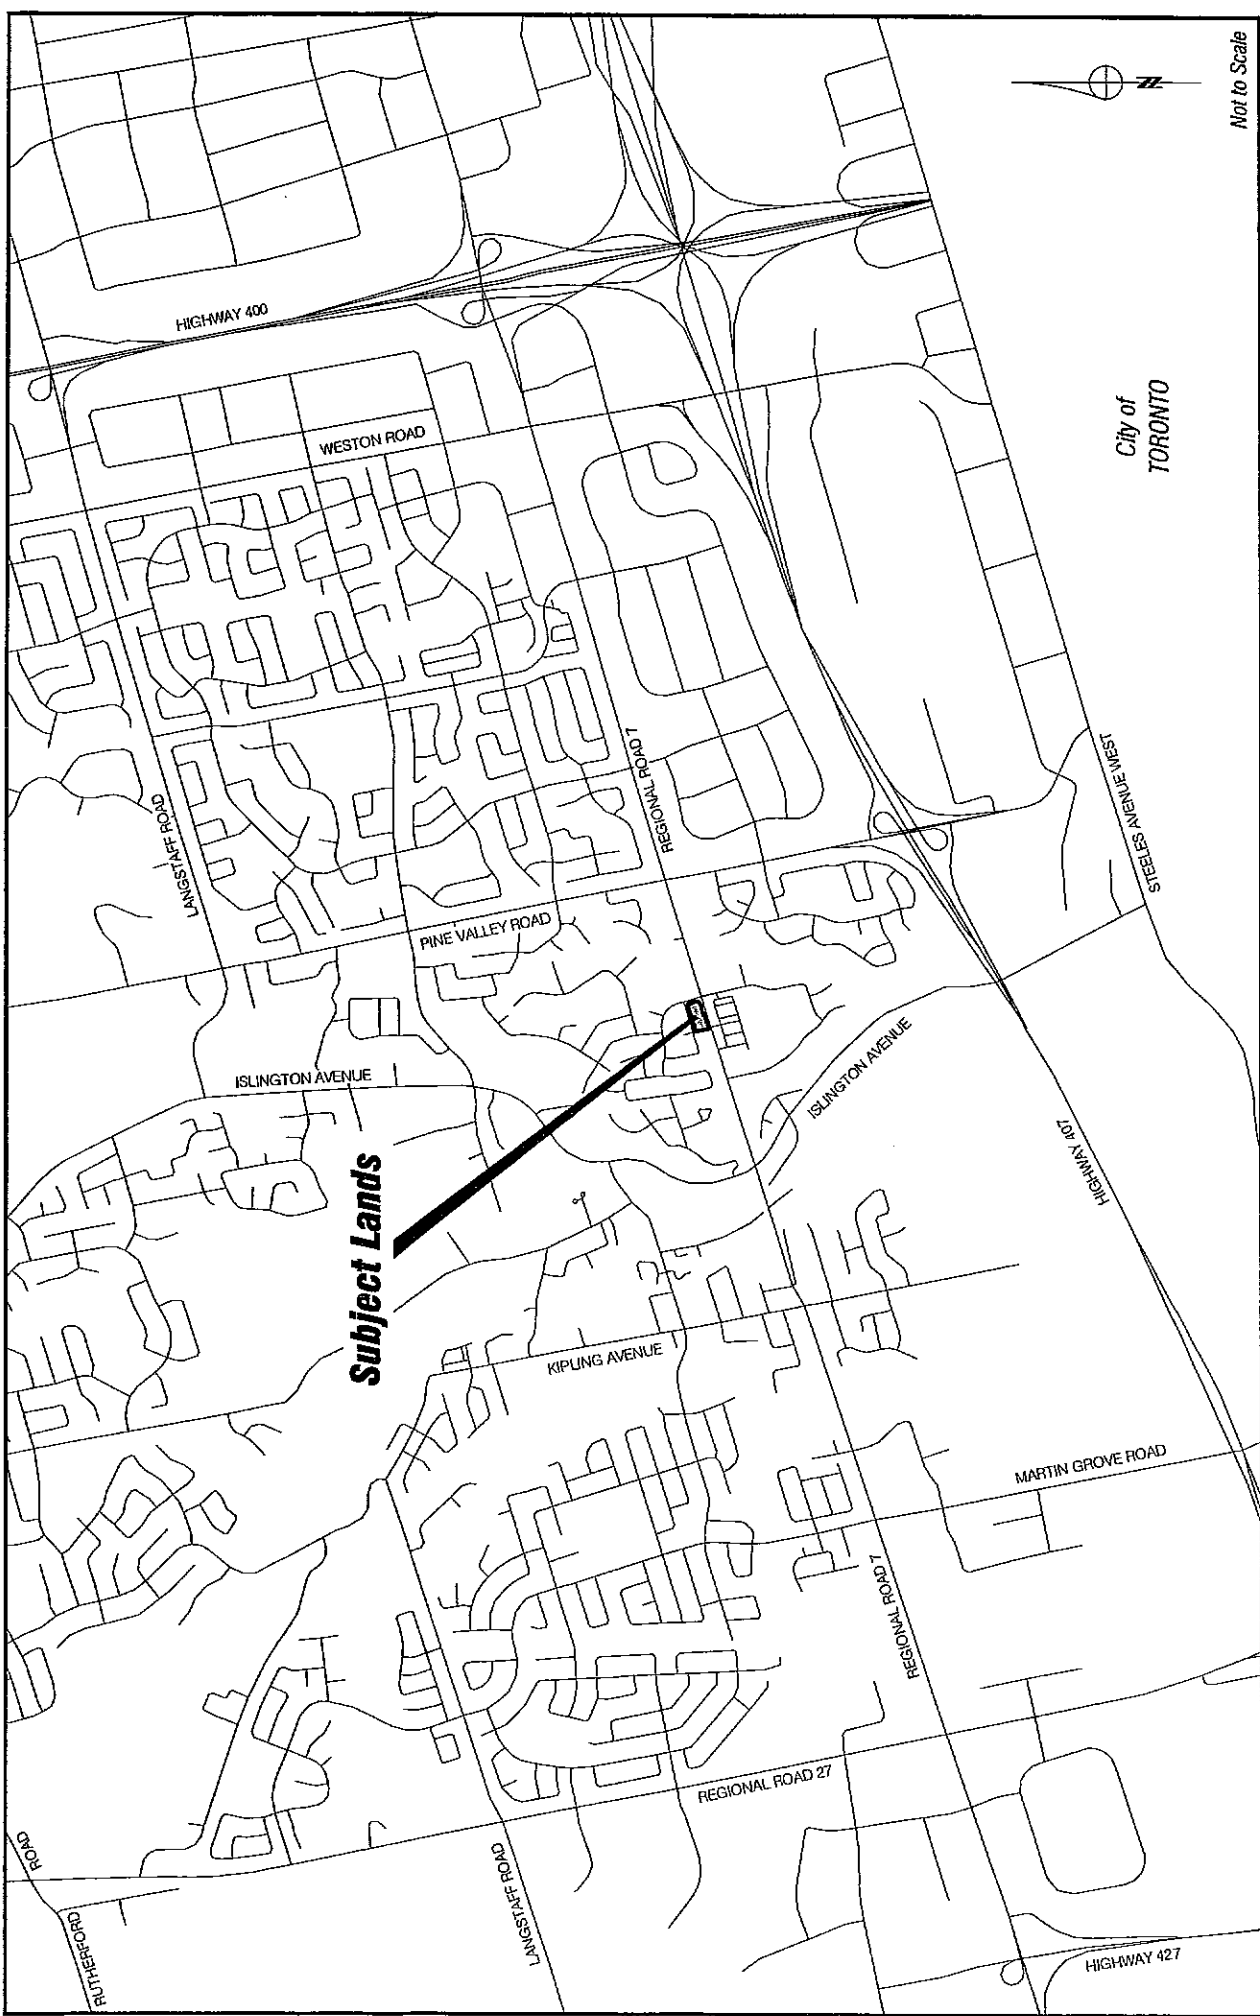 RUTHERFORD
ROAD
LANGSTAFF ROAD
REGIONAL ROAD 27
HIGHWAY 427
REGIONAL ROAD 7
MARTIN GROVE ROAD
KIPLING AVENUE
Subject Lands
HIGHWAY 407
ISLINGTON AVENUE
ISLINGTON AVENUE
PINE VALLEY ROAD
LANGSTAFF ROAD
REGIONAL ROAD 7
STEELES AVENUE WEST
WESTON ROAD
HIGHWAY 400
City of
TORONTO
N
Not to Scale